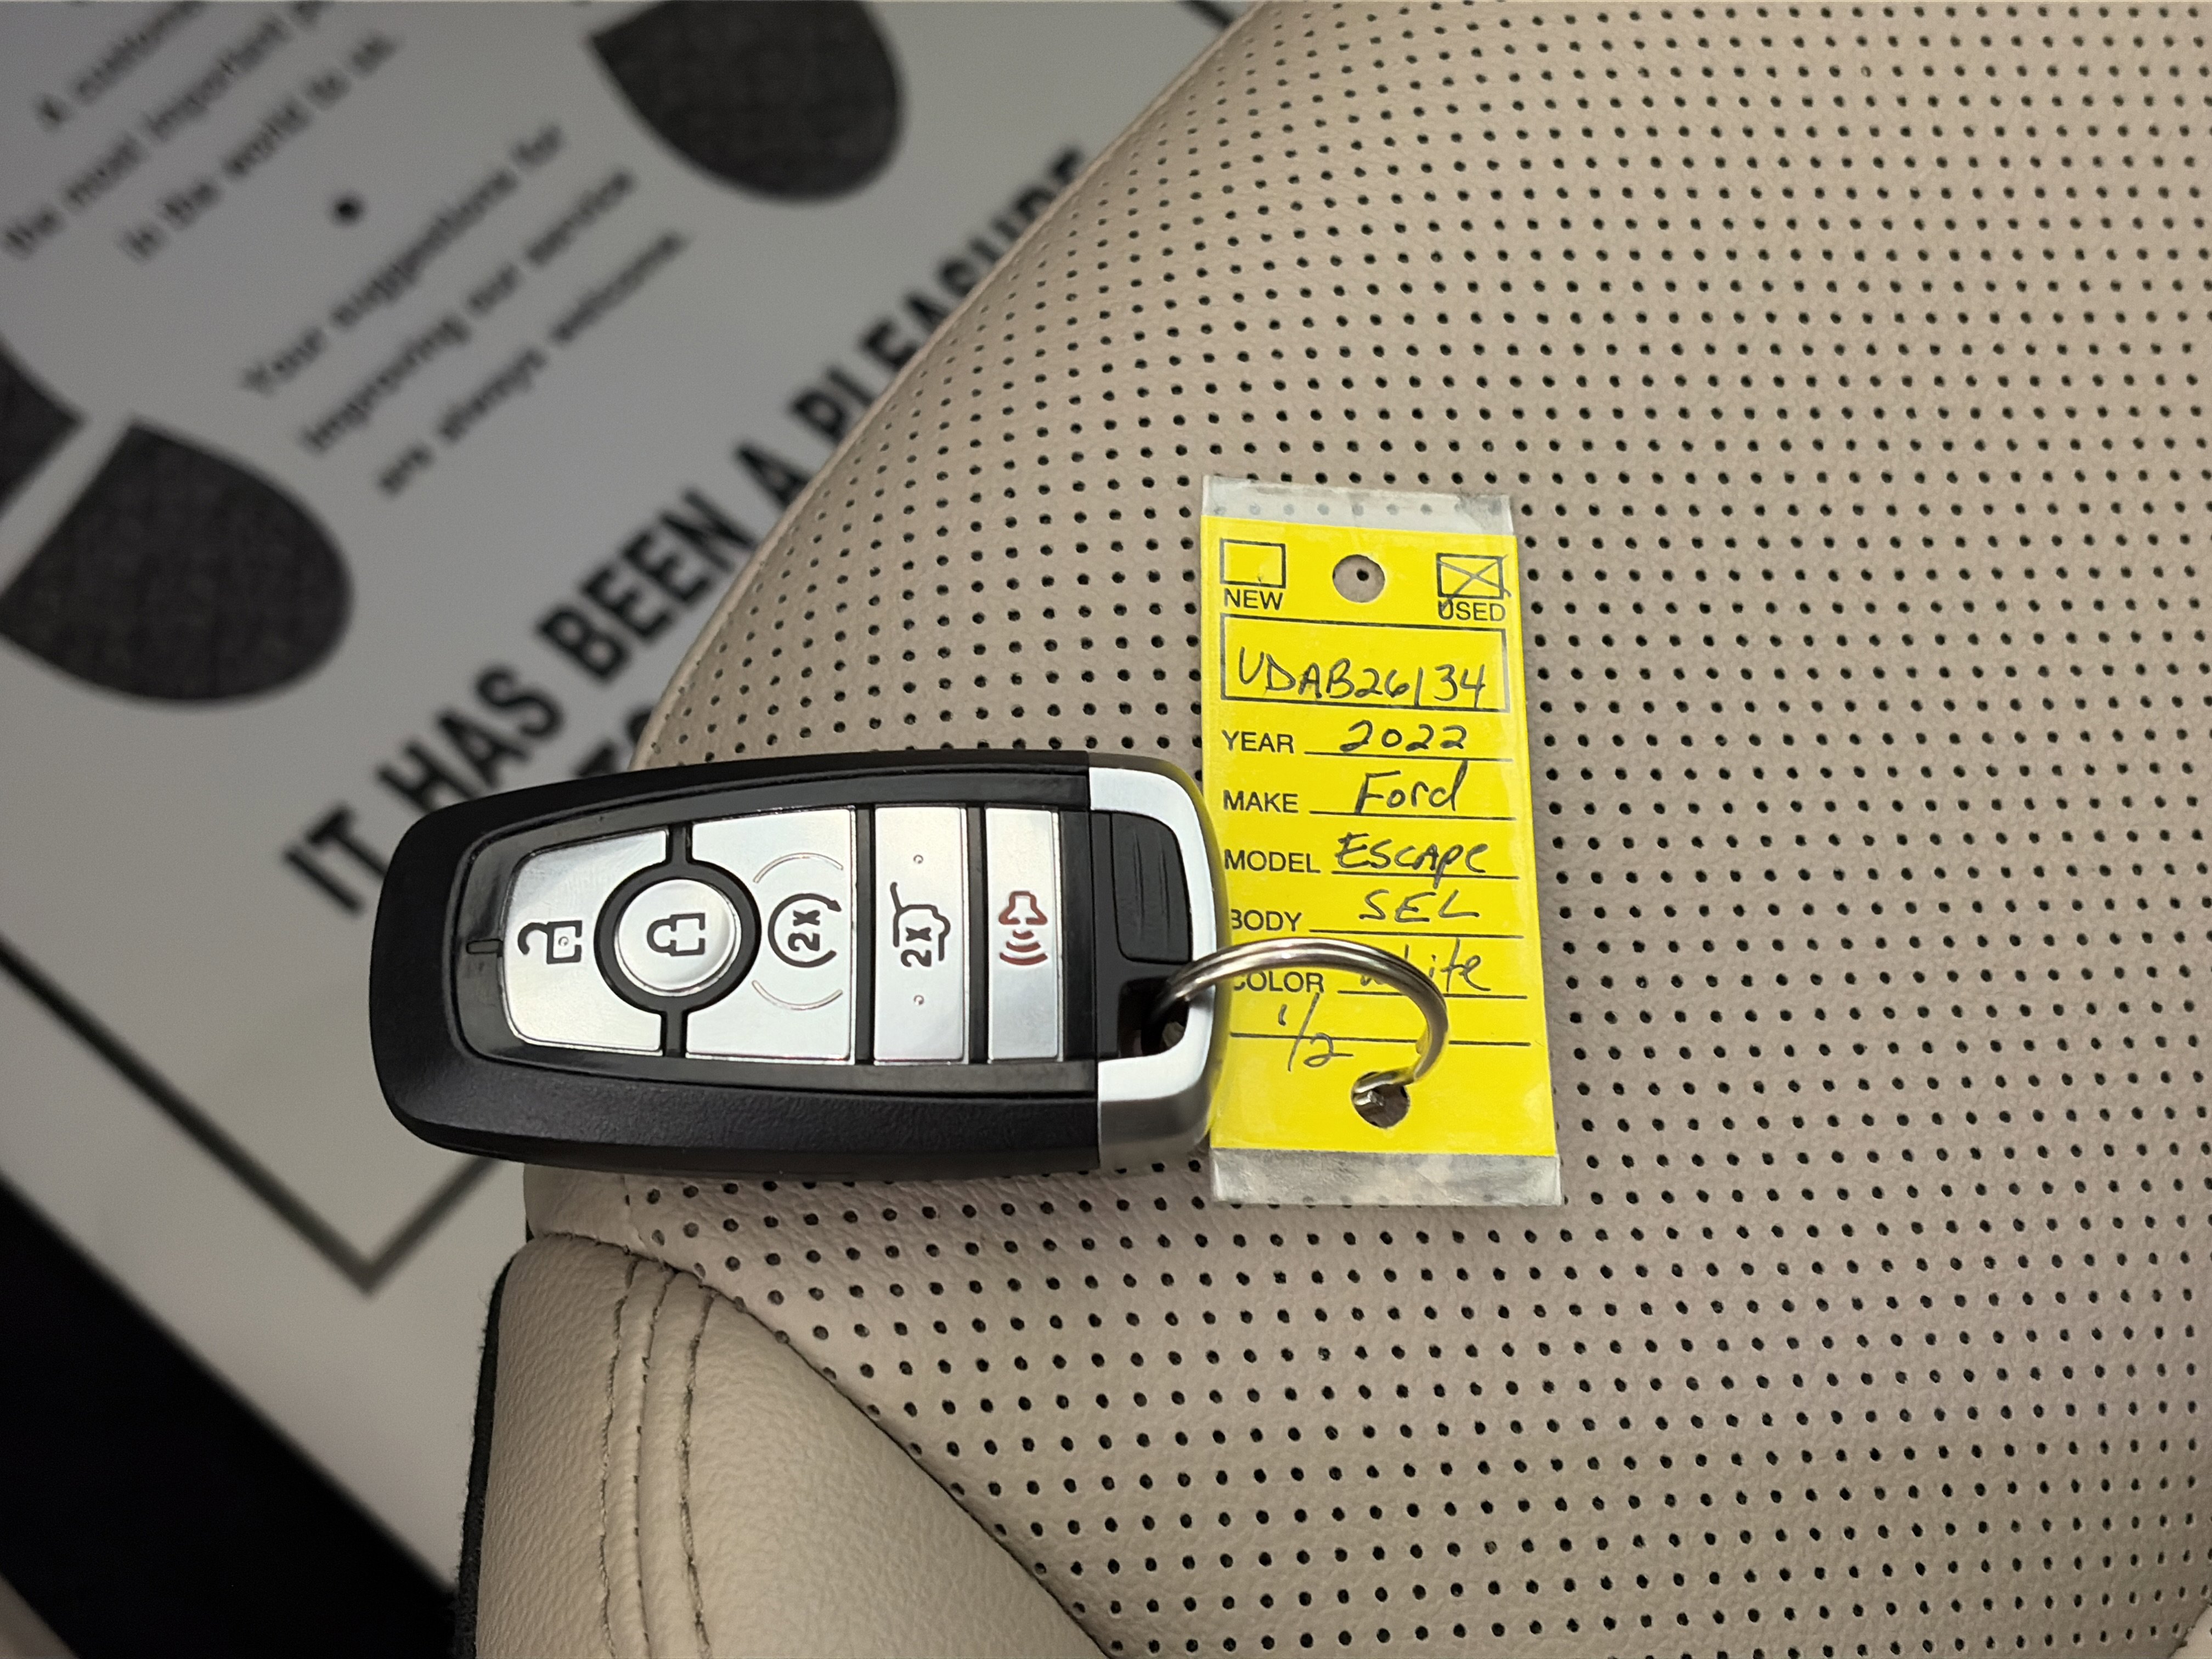 A customer
the most important
in the world to us.
Your suggestions for
improving our service
are always welcome.
IT HAS BEEN A PLEASURE
NEW
USED
UDAB26134
YEAR 2022
MAKE Ford
MODEL Escape
BODY SEL
COLOR White
1/2
2x
2x